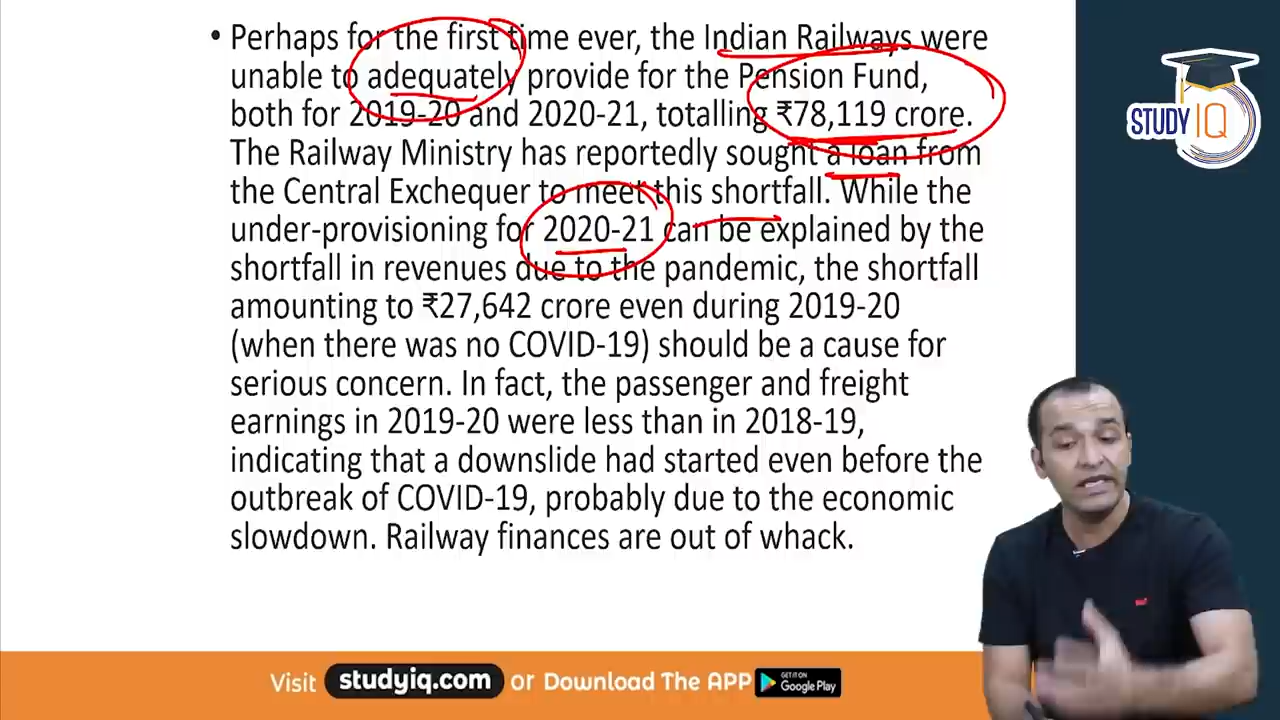 • Perhaps for the first time ever, the Indian Railways were
unable to adequately provide for the Pension Fund,
both for 2019-20 and 2020-21, totalling ₹78,119 crore.
The Railway Ministry has reportedly sought a loan from
the Central Exchequer to meet this shortfall. While the
under-provisioning for 2020-21 can be explained by the
shortfall in revenues due to the pandemic, the shortfall
amounting to ₹27,642 crore even during 2019-20
(when there was no COVID-19) should be a cause for
serious concern. In fact, the passenger and freight
earnings in 2019-20 were less than in 2018-19,
indicating that a downslide had started even before the
outbreak of COVID-19, probably due to the economic
slowdown. Railway finances are out of whack.
STUDY IQ
Visit studyiq.com or Download The APP GET IT ON Google Play